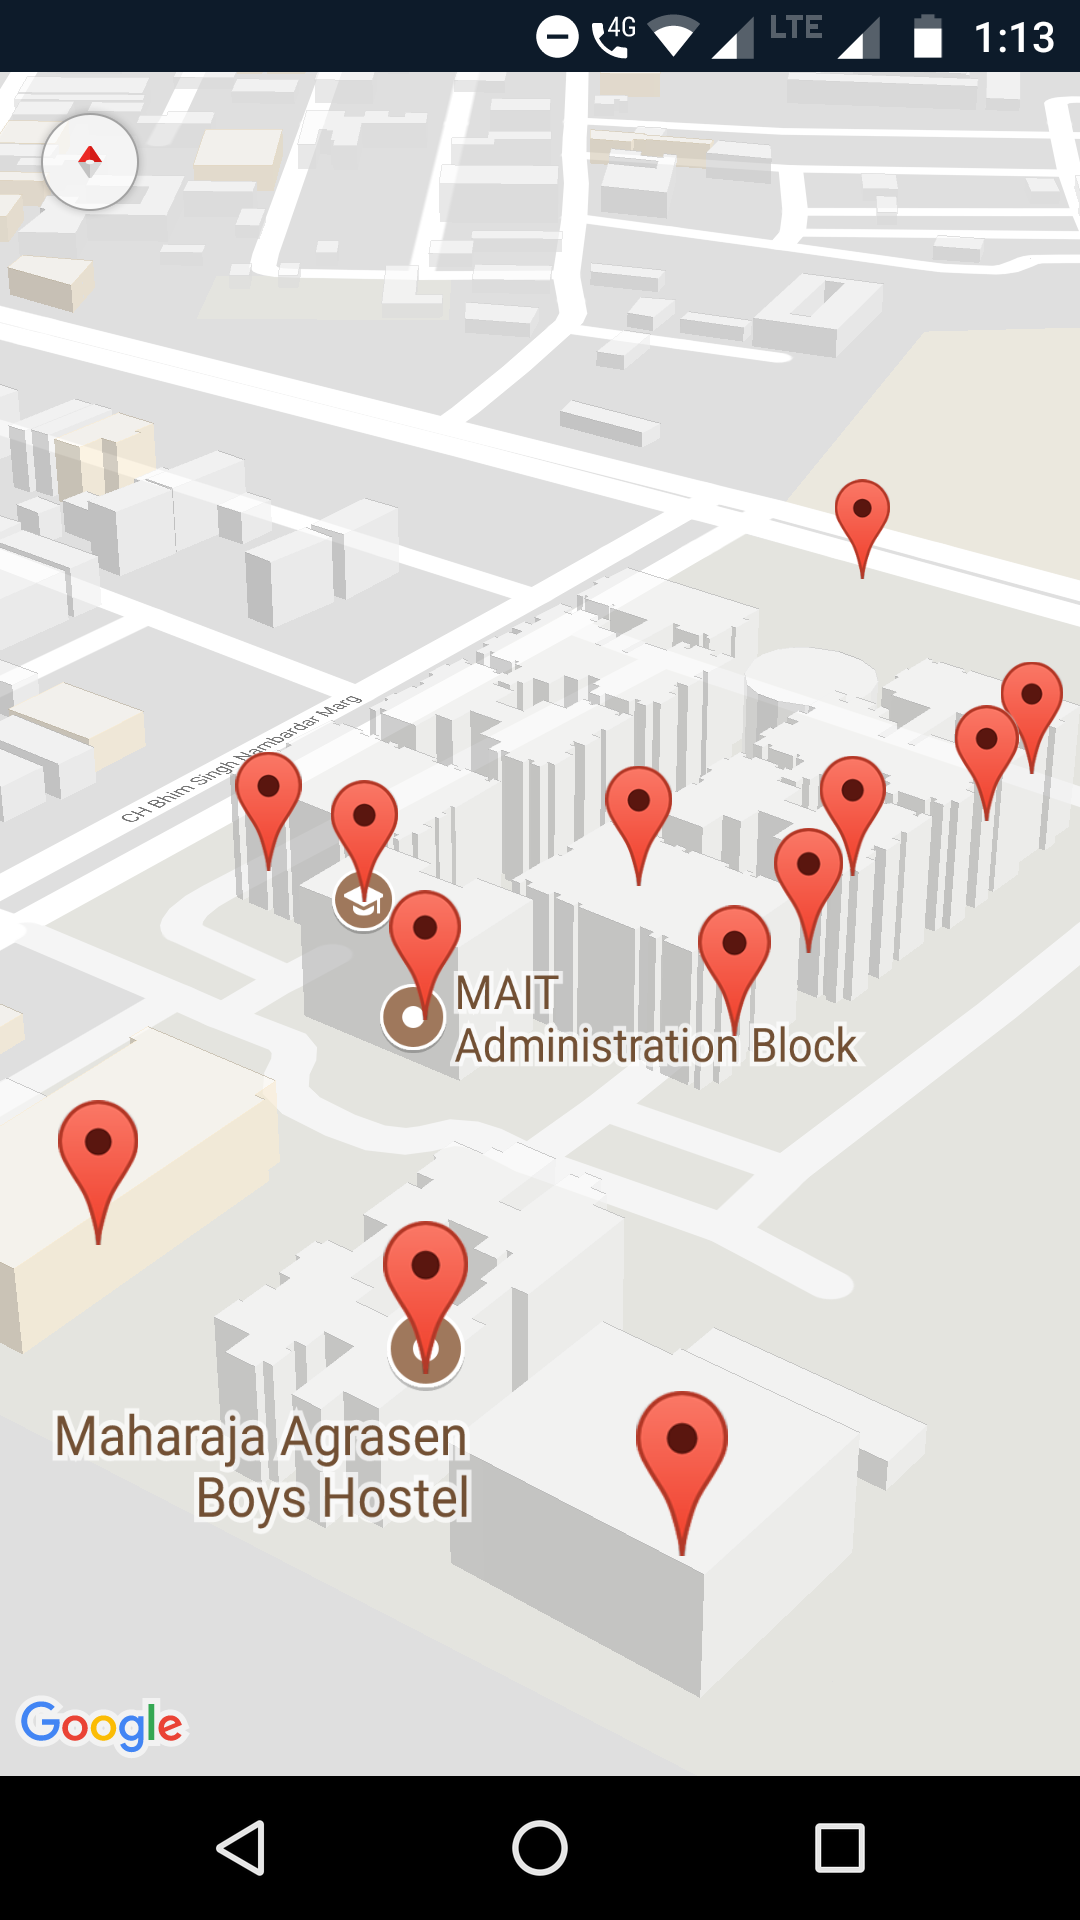 4G LTE 1:13
CH Bhim Singh Nambardar Marg
MAIT
Administration Block
Maharaja Agrasen
Boys Hostel
Google